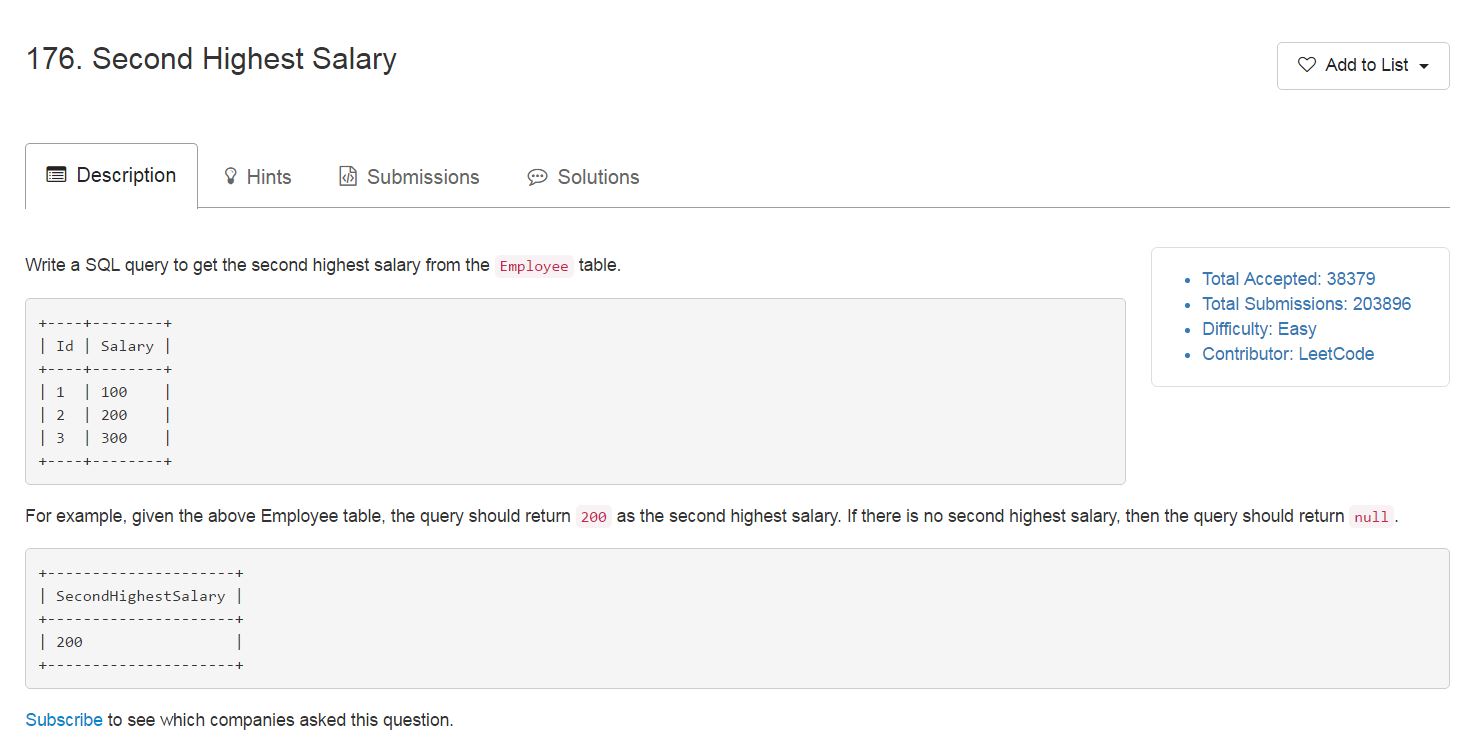 176. Second Highest Salary
Add to List
Description
Hints
Submissions
Solutions
Write a SQL query to get the second highest salary from the Employee table.
Total Accepted: 38379
Total Submissions: 203896
Difficulty: Easy
Contributor: LeetCode
+----+--------+
| Id | Salary |
+----+--------+
| 1  | 100    |
| 2  | 200    |
| 3  | 300    |
+----+--------+
For example, given the above Employee table, the query should return 200 as the second highest salary. If there is no second highest salary, then the query should return null.
+---------------------+
| SecondHighestSalary |
+---------------------+
| 200                 |
+---------------------+
Subscribe to see which companies asked this question.